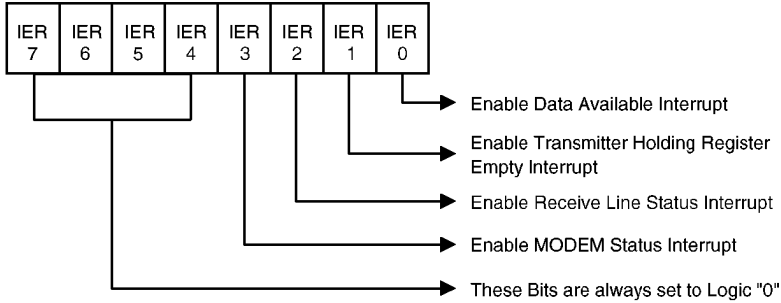 IER IER IER IER IER IER IER IER
7 6 5 4 3 2 1 0
Enable Data Available Interrupt
Enable Transmitter Holding Register
Empty Interrupt
Enable Receive Line Status Interrupt
Enable MODEM Status Interrupt
These Bits are always set to Logic "0"